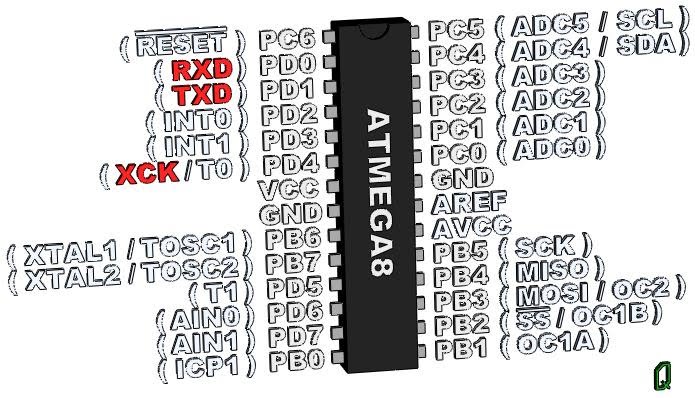 ( RESET ) PC6 PC5 ( ADC5 / SCL )
( RXD ) PD0 PC4 ( ADC4 / SDA )
( TXD ) PD1 PC3 ( ADC3 )
( INT0 ) PD2 PC2 ( ADC2 )
( INT1 ) PD3 PC1 ( ADC1 )
( XCK / T0 ) PD4 PC0 ( ADC0 )
VCC GND
GND AREF
( XTAL1 / TOSC1 ) PB6 AVCC
( XTAL2 / TOSC2 ) PB7 PB5 ( SCK )
( T1 ) PD5 PB4 ( MISO )
( AIN0 ) PD6 PB3 ( MOSI / OC2 )
( AIN1 ) PD7 PB2 ( SS / OC1B )
( ICP1 ) PB0 PB1 ( OC1A )
ATMEGA8
Q